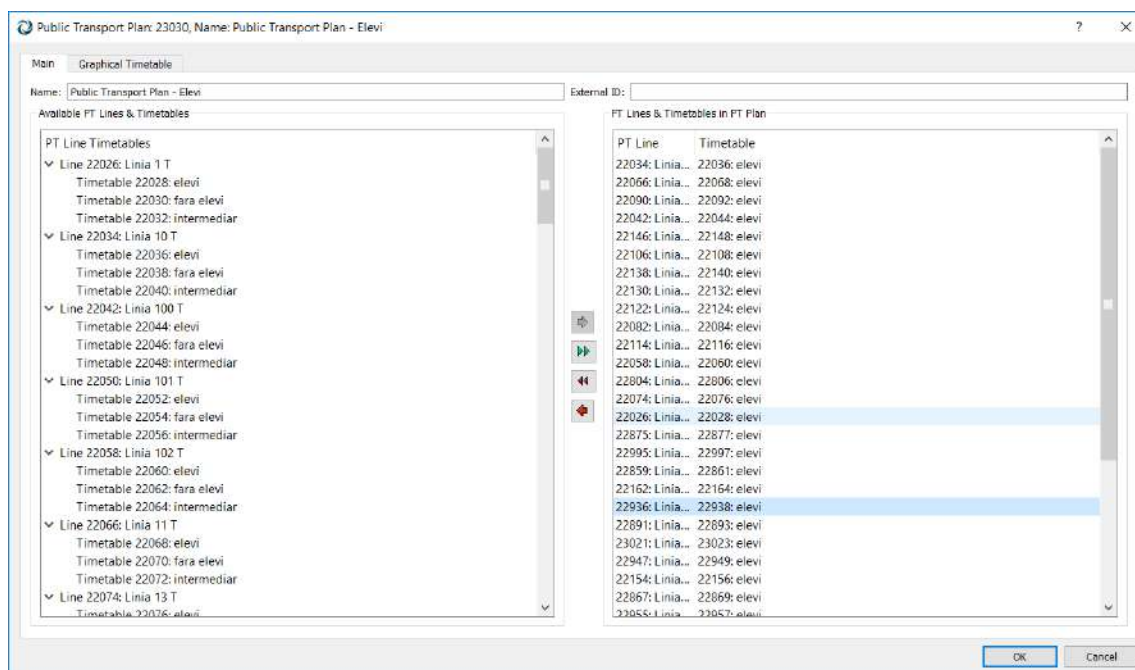 Public Transport Plan: 23030, Name: Public Transport Plan - Elevi
Main Graphical Timetable
Name: Public Transport Plan - Elevi External ID:
Available PT Lines & Timetables
PT Line Timetables
Line 22026: Linia 1 T
Timetable 22028: elevi
Timetable 22030: fara elevi
Timetable 22032: intermediar
Line 22034: Linia 10 T
Timetable 22036: elevi
Timetable 22038: fara elevi
Timetable 22040: intermediar
Line 22042: Linia 100 T
Timetable 22044: elevi
Timetable 22046: fara elevi
Timetable 22048: intermediar
Line 22050: Linia 101 T
Timetable 22052: elevi
Timetable 22054: fara elevi
Timetable 22056: intermediar
Line 22058: Linia 102 T
Timetable 22060: elevi
Timetable 22062: fara elevi
Timetable 22064: intermediar
Line 22066: Linia 11 T
Timetable 22068: elevi
Timetable 22070: fara elevi
Timetable 22072: intermediar
Line 22074: Linia 13 T
Timetable 22076: elevi
PT Lines & Timetables in PT Plan
PT Line Timetable
22034: Linia... 22036: elevi
22066: Linia... 22068: elevi
22090: Linia... 22092: elevi
22042: Linia... 22044: elevi
22146: Linia... 22148: elevi
22106: Linia... 22108: elevi
22138: Linia... 22140: elevi
22130: Linia... 22132: elevi
22122: Linia... 22124: elevi
22082: Linia... 22084: elevi
22114: Linia... 22116: elevi
22058: Linia... 22060: elevi
22804: Linia... 22806: elevi
22074: Linia... 22076: elevi
22026: Linia... 22028: elevi
22875: Linia... 22877: elevi
22995: Linia... 22997: elevi
22859: Linia... 22861: elevi
22162: Linia... 22164: elevi
22936: Linia... 22938: elevi
22891: Linia... 22893: elevi
23021: Linia... 23023: elevi
22947: Linia... 22949: elevi
22154: Linia... 22156: elevi
22867: Linia... 22869: elevi
22955: Linia... 22957: elevi
OK Cancel